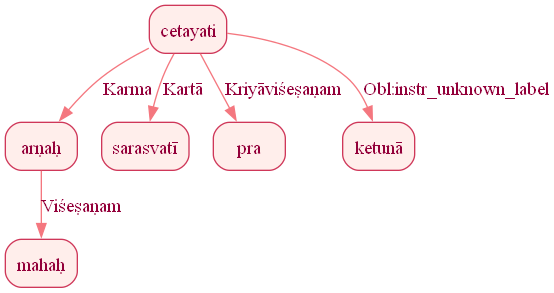 cetayati
Karma
Kartā
Kriyāviśeṣaṇam
Obl:instr_unknown_label
arṇaḥ
sarasvatī
pra
ketunā
Viśeṣaṇam
mahaḥ